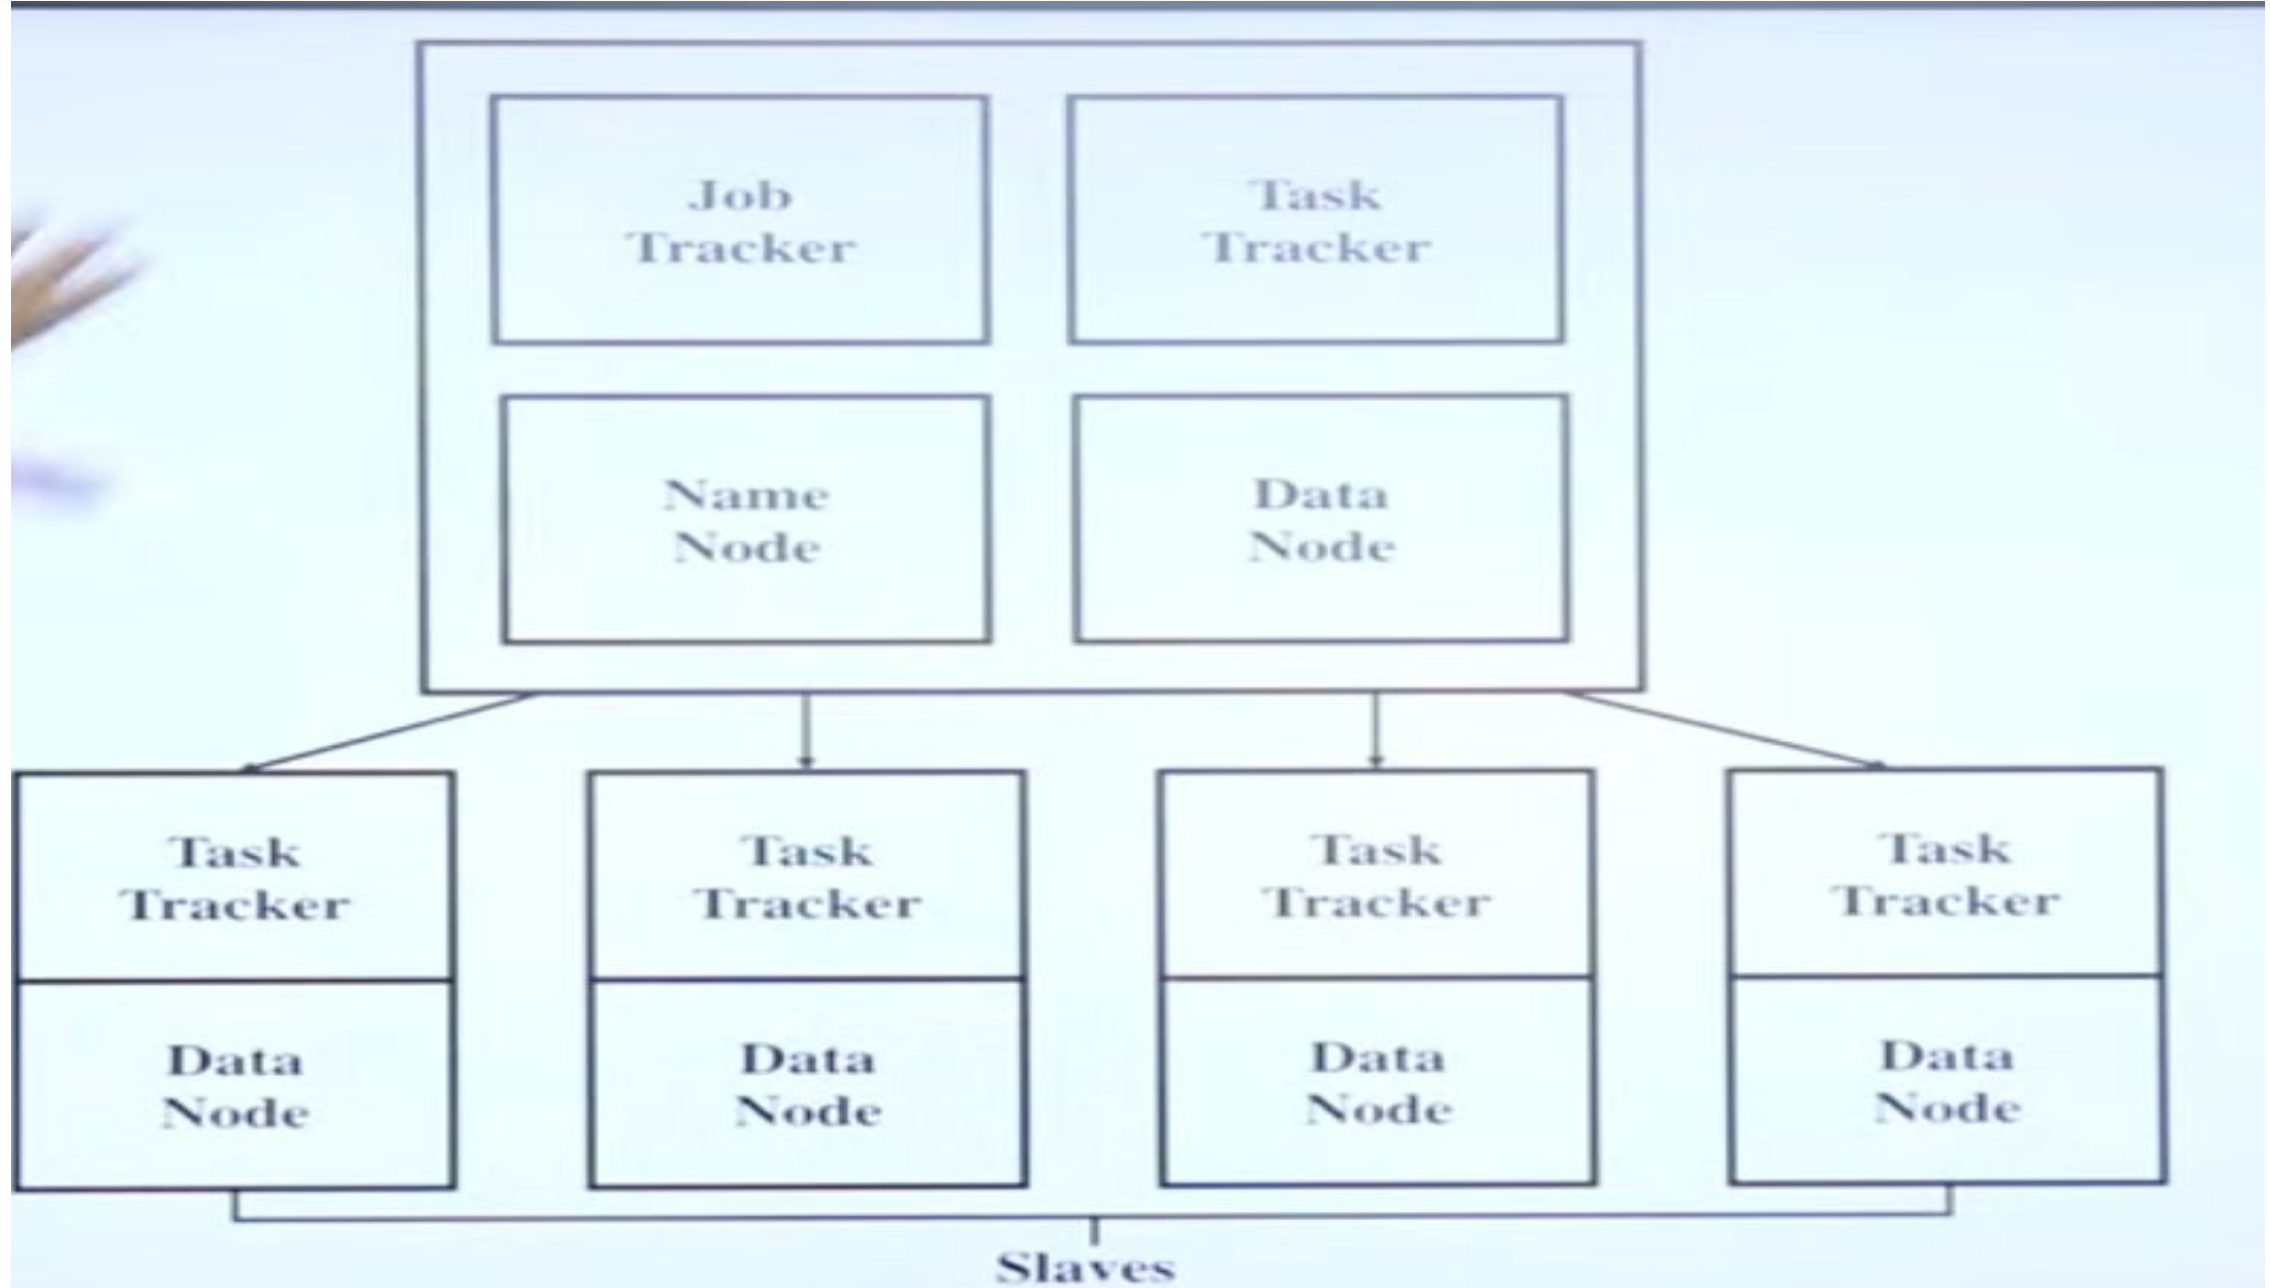 Job
Tracker
Task
Tracker
Name
Node
Data
Node
Task
Tracker
Task
Tracker
Task
Tracker
Task
Tracker
Data
Node
Data
Node
Data
Node
Data
Node
Slaves